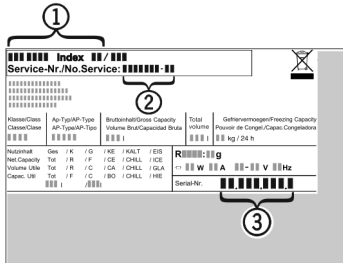 1
Index /
Service-Nr./No.Service: -
2
Klasse/Class Ap-Typ/AP-Type Bruttoinhalt/Gross Capacity Total Gefriervermoegen/Freezing Capacity
Classe/Clase AP-Type/AP-Tipo Volume Brut/Capacidad Bruta volume Pouvoir de Congel./Capac.Congeladora
l l kg / 24 h
Nutzinhalt Ges / K / G / KE / KALT / EIS
Net.Capacity Tot / R / F / CE / CHILL / ICE
Volume Utile Tot / F / C / CA / CHILL / GLA
Capac. Util Tot / R / C / BO / CHILL / HIE
l / l
R : g
W A - V Hz
Serial-Nr. . . .
3